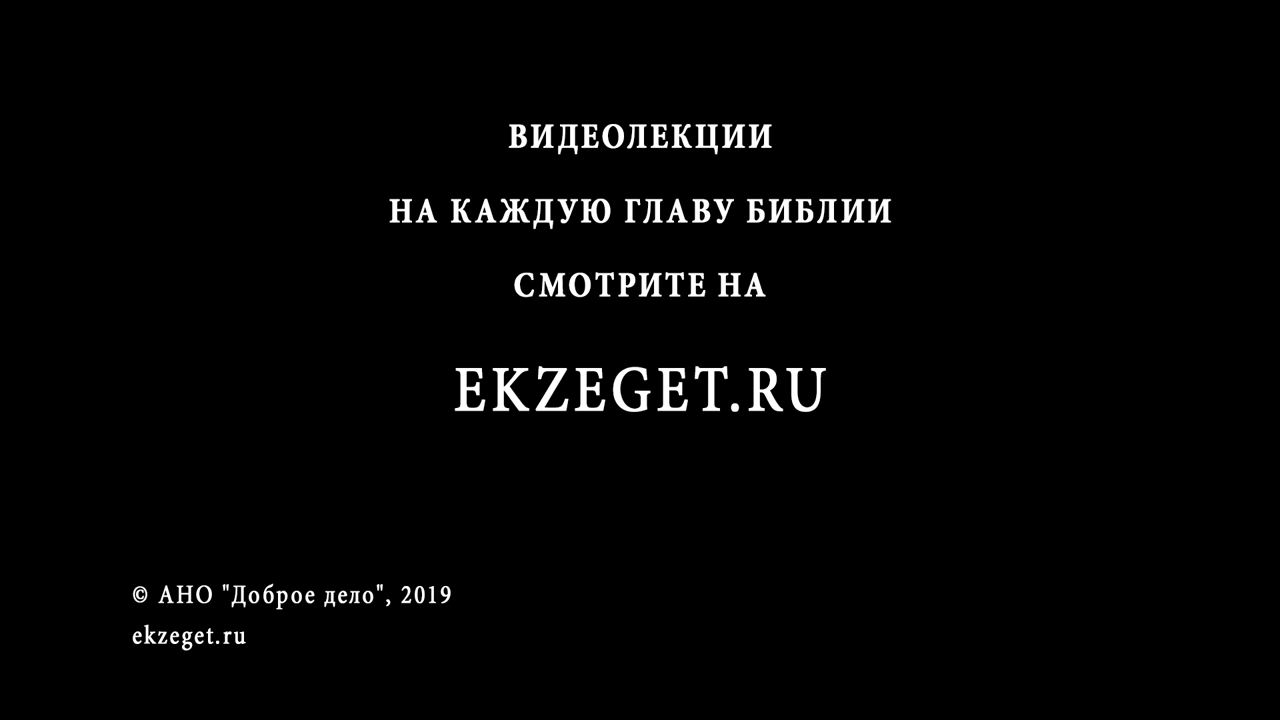 ВИДЕОЛЕКЦИИ
НА КАЖДУЮ ГЛАВУ БИБЛИИ
СМОТРИТЕ НА
EKZEGET.RU
© АНО "Доброе дело", 2019
ekzeget.ru